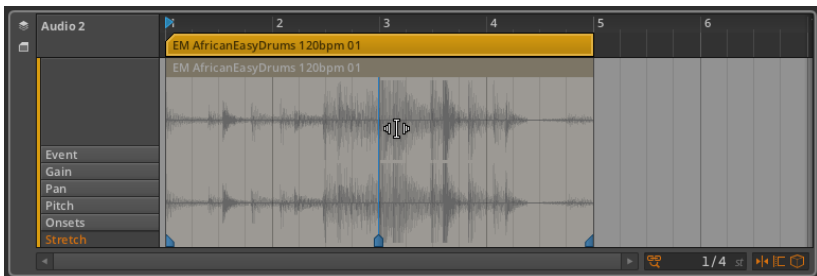 Audio 2
2 3 4 5 6
EM AfricanEasyDrums 120bpm 01
EM AfricanEasyDrums 120bpm 01
Event
Gain
Pan
Pitch
Onsets
Stretch
1/4 st